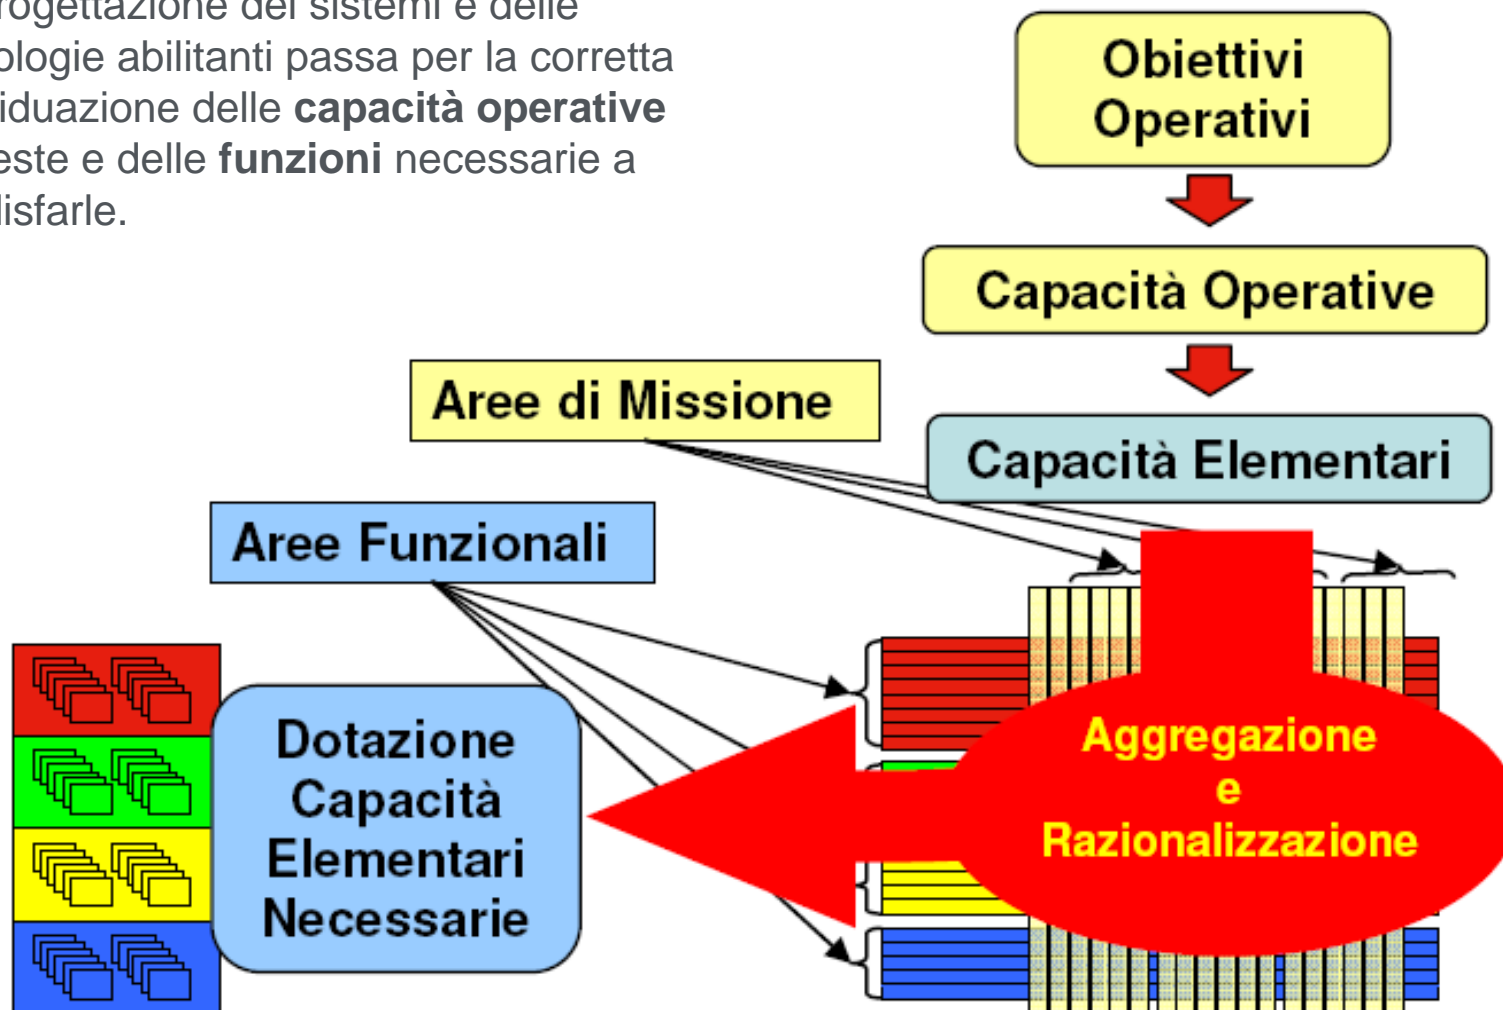 rogettazione dei sistemi e delle
ologie abilitanti passa per la corretta
iduazione delle capacità operative
este e delle funzioni necessarie a
disfarle.
Obiettivi
Operativi
Capacità Operative
Aree di Missione
Capacità Elementari
Aree Funzionali
Dotazione
Capacità
Elementari
Necessarie
Aggregazione
e
Razionalizzazione